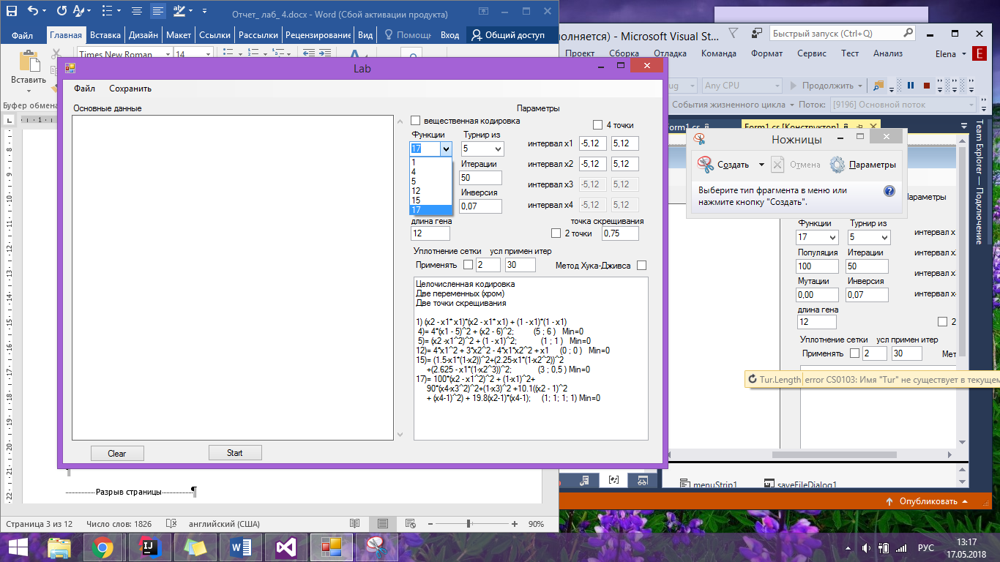 Отчет_ лаб_ 4.docx - Word (Сбой активации продукта)
Файл Главная Вставка Дизайн Макет Ссылки Рассылки Рецензирование Вид Помощь Вход Общий доступ
Times New Roman 14
Вставить
Буфер обмена
Lab
Файл Сохранить
Основные данные
Параметры
вещественная кодировка
4 точки
Функции Турнир из
17 5
интервал x1 -5,12 5,12
1
4
5
12
15
17
Итерации
50
интервал x2 -5,12 5,12
интервал x3 -5,12 5,12
Инверсия
0,07
интервал x4 -5,12 5,12
длина гена
12
точка скрещивания
2 точки 0,75
Уплотнение сетки усл примен итер
Применять 2 30
Метод Хука-Дживса
Целочисленная кодировка
Две переменных (хром)
Две точки скрещивания
1) (x2 - x1* x1)*(x2 - x1* x1) + (1 - x1)*(1 - x1)
4)= 4*(x1 - 5)^2 + (x2 - 6)^2; (5 ; 6 ) Min=0
5)= (x2 -x1^2)^2 + (1 - x1)^2; (1 ; 1 ) Min=0
12)= 4*x1^2 + 3*x2^2 - 4*x1*x2^2 + x1 (0 ; 0 ) Min=0
15)= (1.5-x1*(1-x2))^2+(2.25-x1*(1-x2^2))^2
+(2.625 - x1*(1-x2^3))^2; (3 ; 0,5 ) Min=0
17)= 100*(x2 - x1^2)^2 + (1-x1)^2+
90*(x4-x3^2)^2+(1-x3)^2 +10.1((x2 - 1)^2
+ (x4-1)^2) + 19.8(x2-1)*(x4-1); (1; 1; 1; 1) Min=0
Clear Start
Разрыв страницы
Страница 3 из 12 Число слов: 1826 английский (США) 90%
олняется) - Microsoft Visual St...
Быстрый запуск (Ctrl+Q)
Проект Сборка Отладка Команда Формат Сервис Тест Анализ Elena E
Any CPU Продолжить
События жизненного цикла Поток: [9196] Основной поток
Form1.cs Form1.cs [Конструктор]
Team Explorer — Подключение
Ножницы
Создать Отмена Параметры
Выберите тип фрагмента в меню или
нажмите кнопку "Создать".
Параметры
Функции Турнир из
17 5
интервал x
Популяция Итерации
100 50
интервал x
интервал x
Мутации Инверсия
0,00 0,07
интервал x
длина гена
12
2
Уплотнение сетки усл примен итер
Применять 2 30
Мет
Tur.Length error CS0103: Имя "Tur" не существует в текущем
menuStrip1 saveFileDialog1
Опубликовать
РУС
13:17
17.05.2018